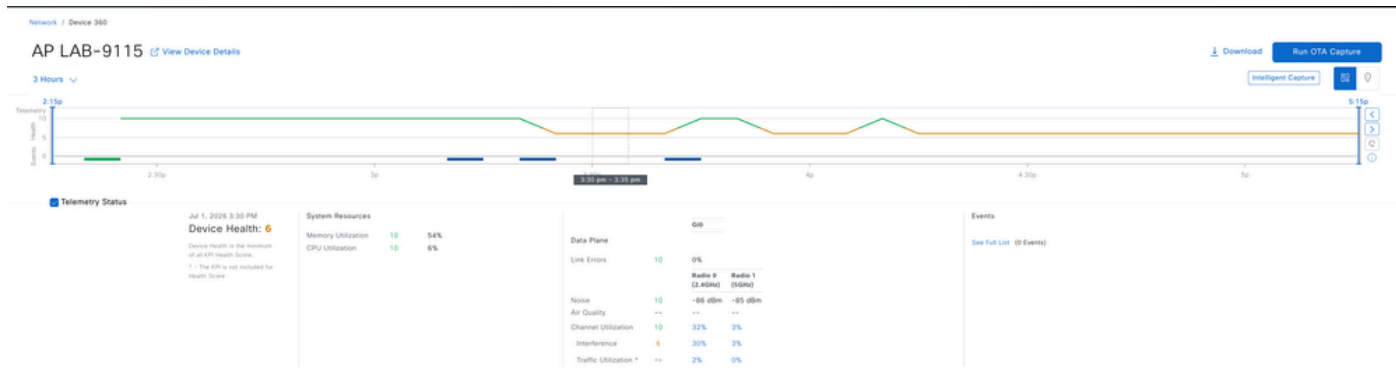 Network / Device 360
AP LAB-9115 View Device Details
Download Run OTA Capture
3 Hours
Intelligent Capture
2:15p 5:15p
Telemetry
Health
Events
10
5
0
2:30p 3p 4p 4:30p 5p
3:30 pm - 3:35 pm
Telemetry Status
Jul 1, 2026 3:30 PM
Device Health: 6
Device Health is the minimum
of all KPI Health Score.
* - The KPI is not included for
Health Score
System Resources
Memory Utilization 10 54%
CPU Utilization 10 6%
Gi0
Data Plane
Link Errors 10 0%
Radio 0 (2.4GHz) Radio 1 (5GHz)
Noise 10 -86 dBm -85 dBm
Air Quality -- -- --
Channel Utilization 10 32% 3%
Interference 6 30% 3%
Traffic Utilization * -- 2% 0%
Events
See Full List (0 Events)